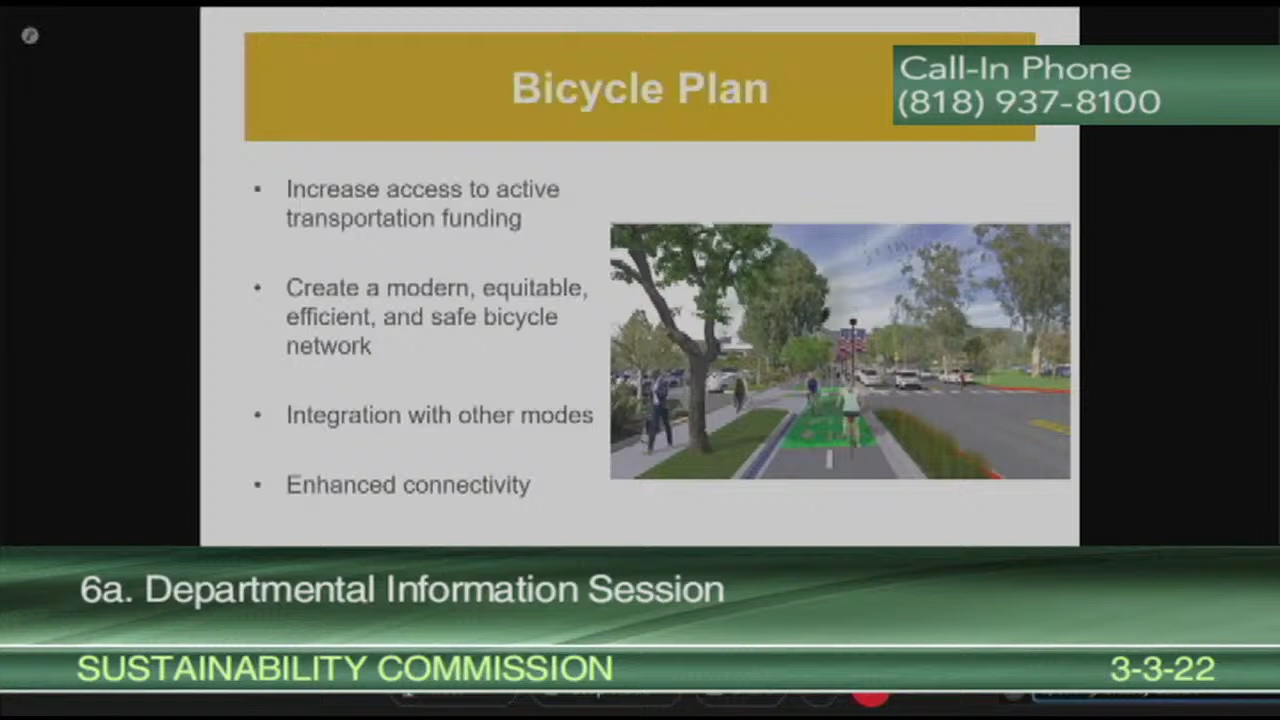 Bicycle Plan
Call-In Phone
(818) 937-8100
• Increase access to active
transportation funding
• Create a modern, equitable,
efficient, and safe bicycle
network
• Integration with other modes
• Enhanced connectivity
6a. Departmental Information Session
SUSTAINABILITY COMMISSION
3-3-22